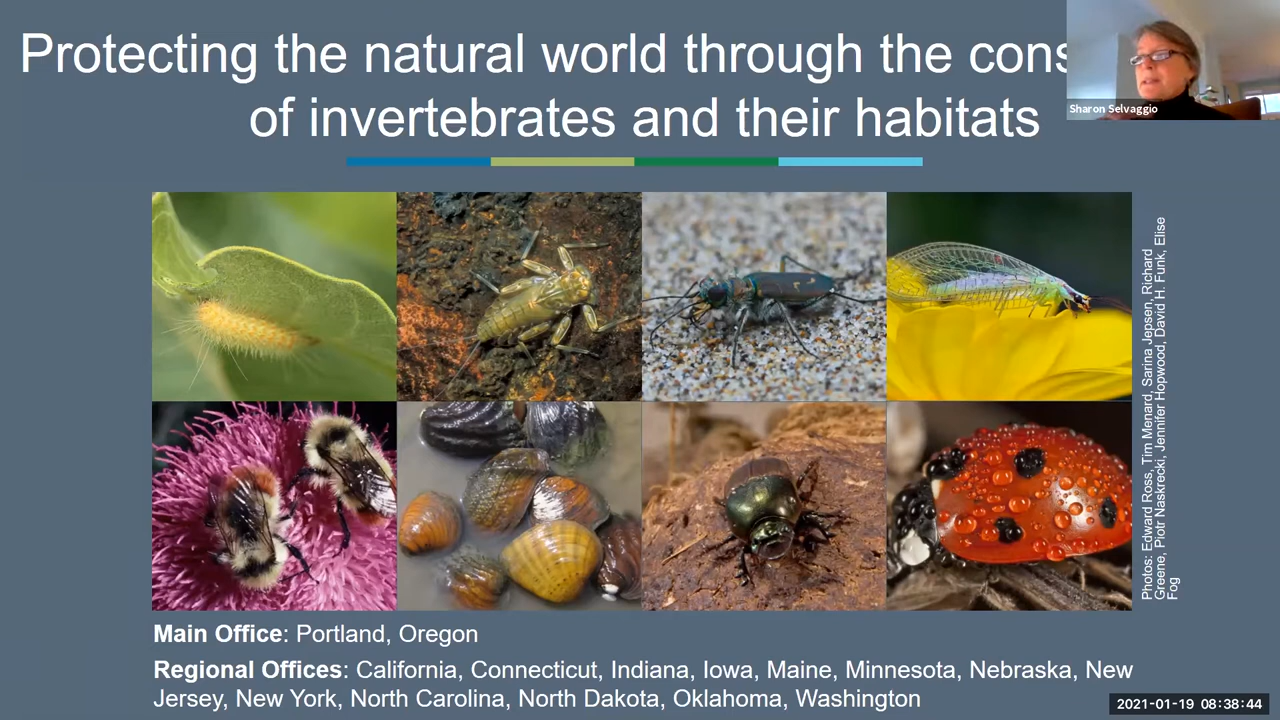 Protecting the natural world through the cons
of invertebrates and their habitats
Sharon Selvaggio
Photos: Edward Ross, Tim Menard, Sarina Jepsen, Richard
Greene, Piotr Naskrecki, Jennifer Hopwood, David H. Funk, Elise
Fog
Main Office: Portland, Oregon
Regional Offices: California, Connecticut, Indiana, Iowa, Maine, Minnesota, Nebraska, New
Jersey, New York, North Carolina, North Dakota, Oklahoma, Washington
2021-01-19 08:38:44